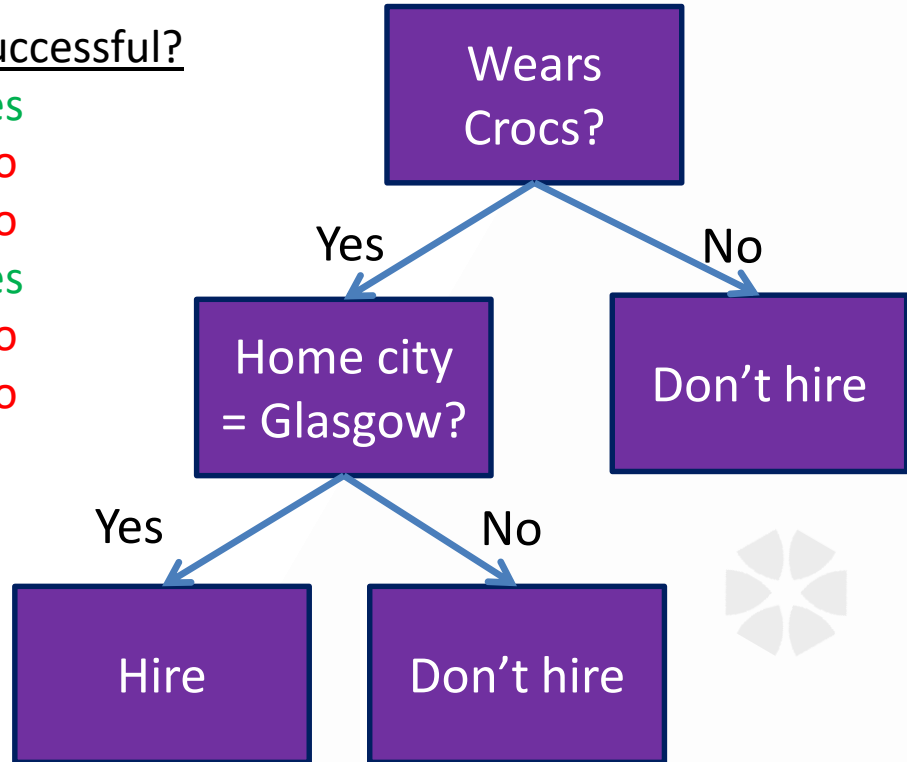 uccessful?
es
o
o
es
o
o
Wears
Crocs?
Yes
No
Home city
= Glasgow?
Don’t hire
Yes
No
Hire
Don’t hire